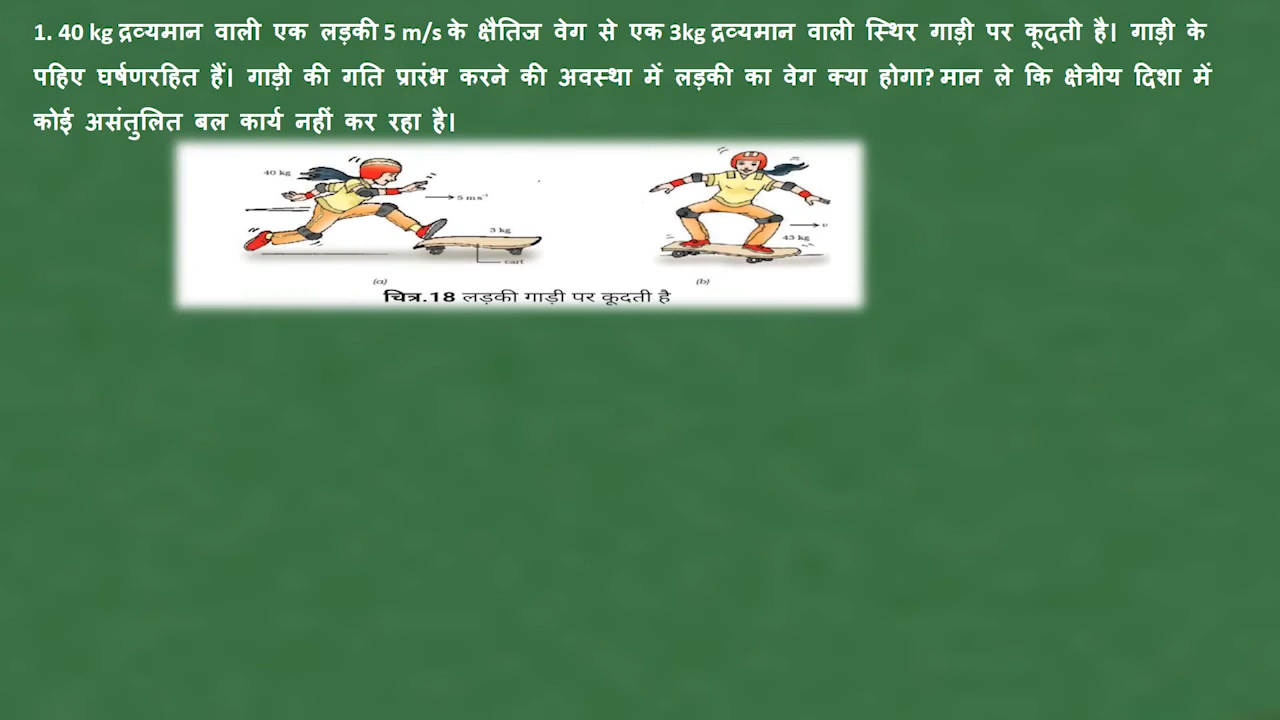 1. 40 kg द्रव्यमान वाली एक लड़की 5 m/s के क्षैतिज वेग से एक 3kg द्रव्यमान वाली स्थिर गाड़ी पर कूदती है। गाड़ी के
पहिए घर्षणरहित हैं। गाड़ी की गति प्रारंभ करने की अवस्था में लड़की का वेग क्या होगा? मान ले कि क्षेत्रीय दिशा में
कोई असंतुलित बल कार्य नहीं कर रहा है।
40 kg
5 ms⁻¹
3 kg
cart
(a)
v
43 kg
(b)
चित्र.18 लड़की गाड़ी पर कूदती है